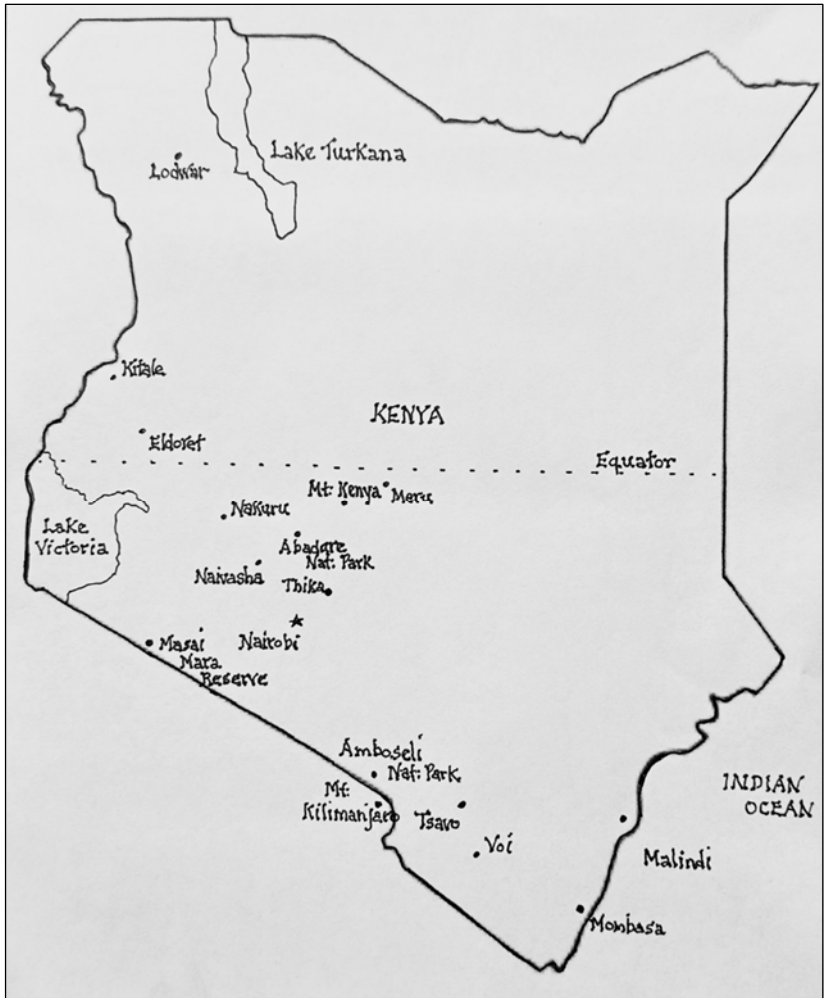 Lake Turkana
Lodwar
Kitale
KENYA
Eldoret
Equator
Mt. Kenya
Meru
Nakuru
Lake
Victoria
Abadare
Nat. Park
Naivasha
Thika
Nairobi
Masai
Mara
Reserve
Amboseli
Nat. Park
Mt.
Kilimanjaro
Tsavo
INDIAN
OCEAN
Voi
Malindi
Mombasa